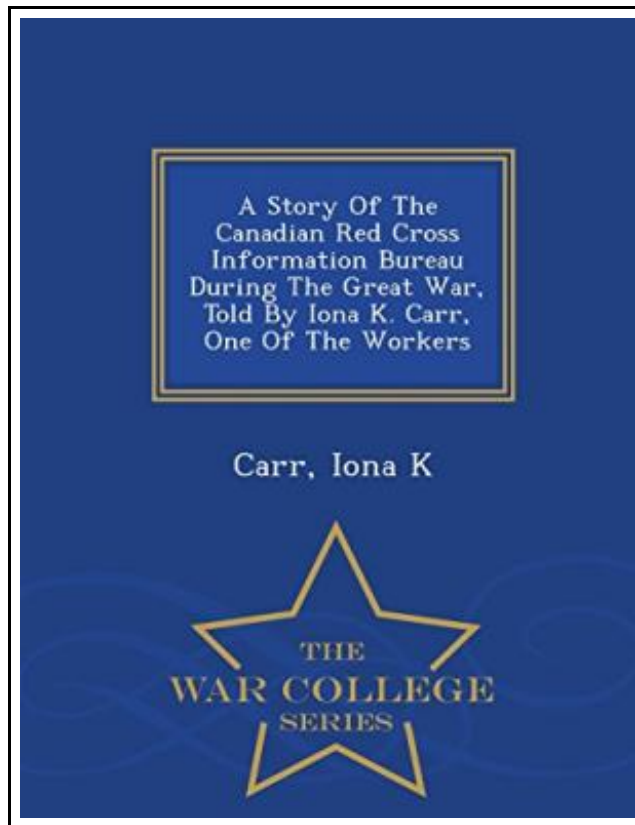 A Story Of The
Canadian Red Cross
Information Bureau
During The Great War,
Told By Iona K. Carr,
One Of The Workers
Carr, Iona K
THE
WAR COLLEGE
SERIES